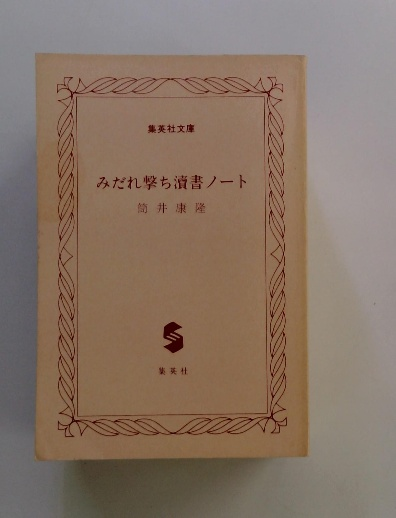 集英社文庫
みだれ撃ち瀆書ノート
筒井康隆
集英社